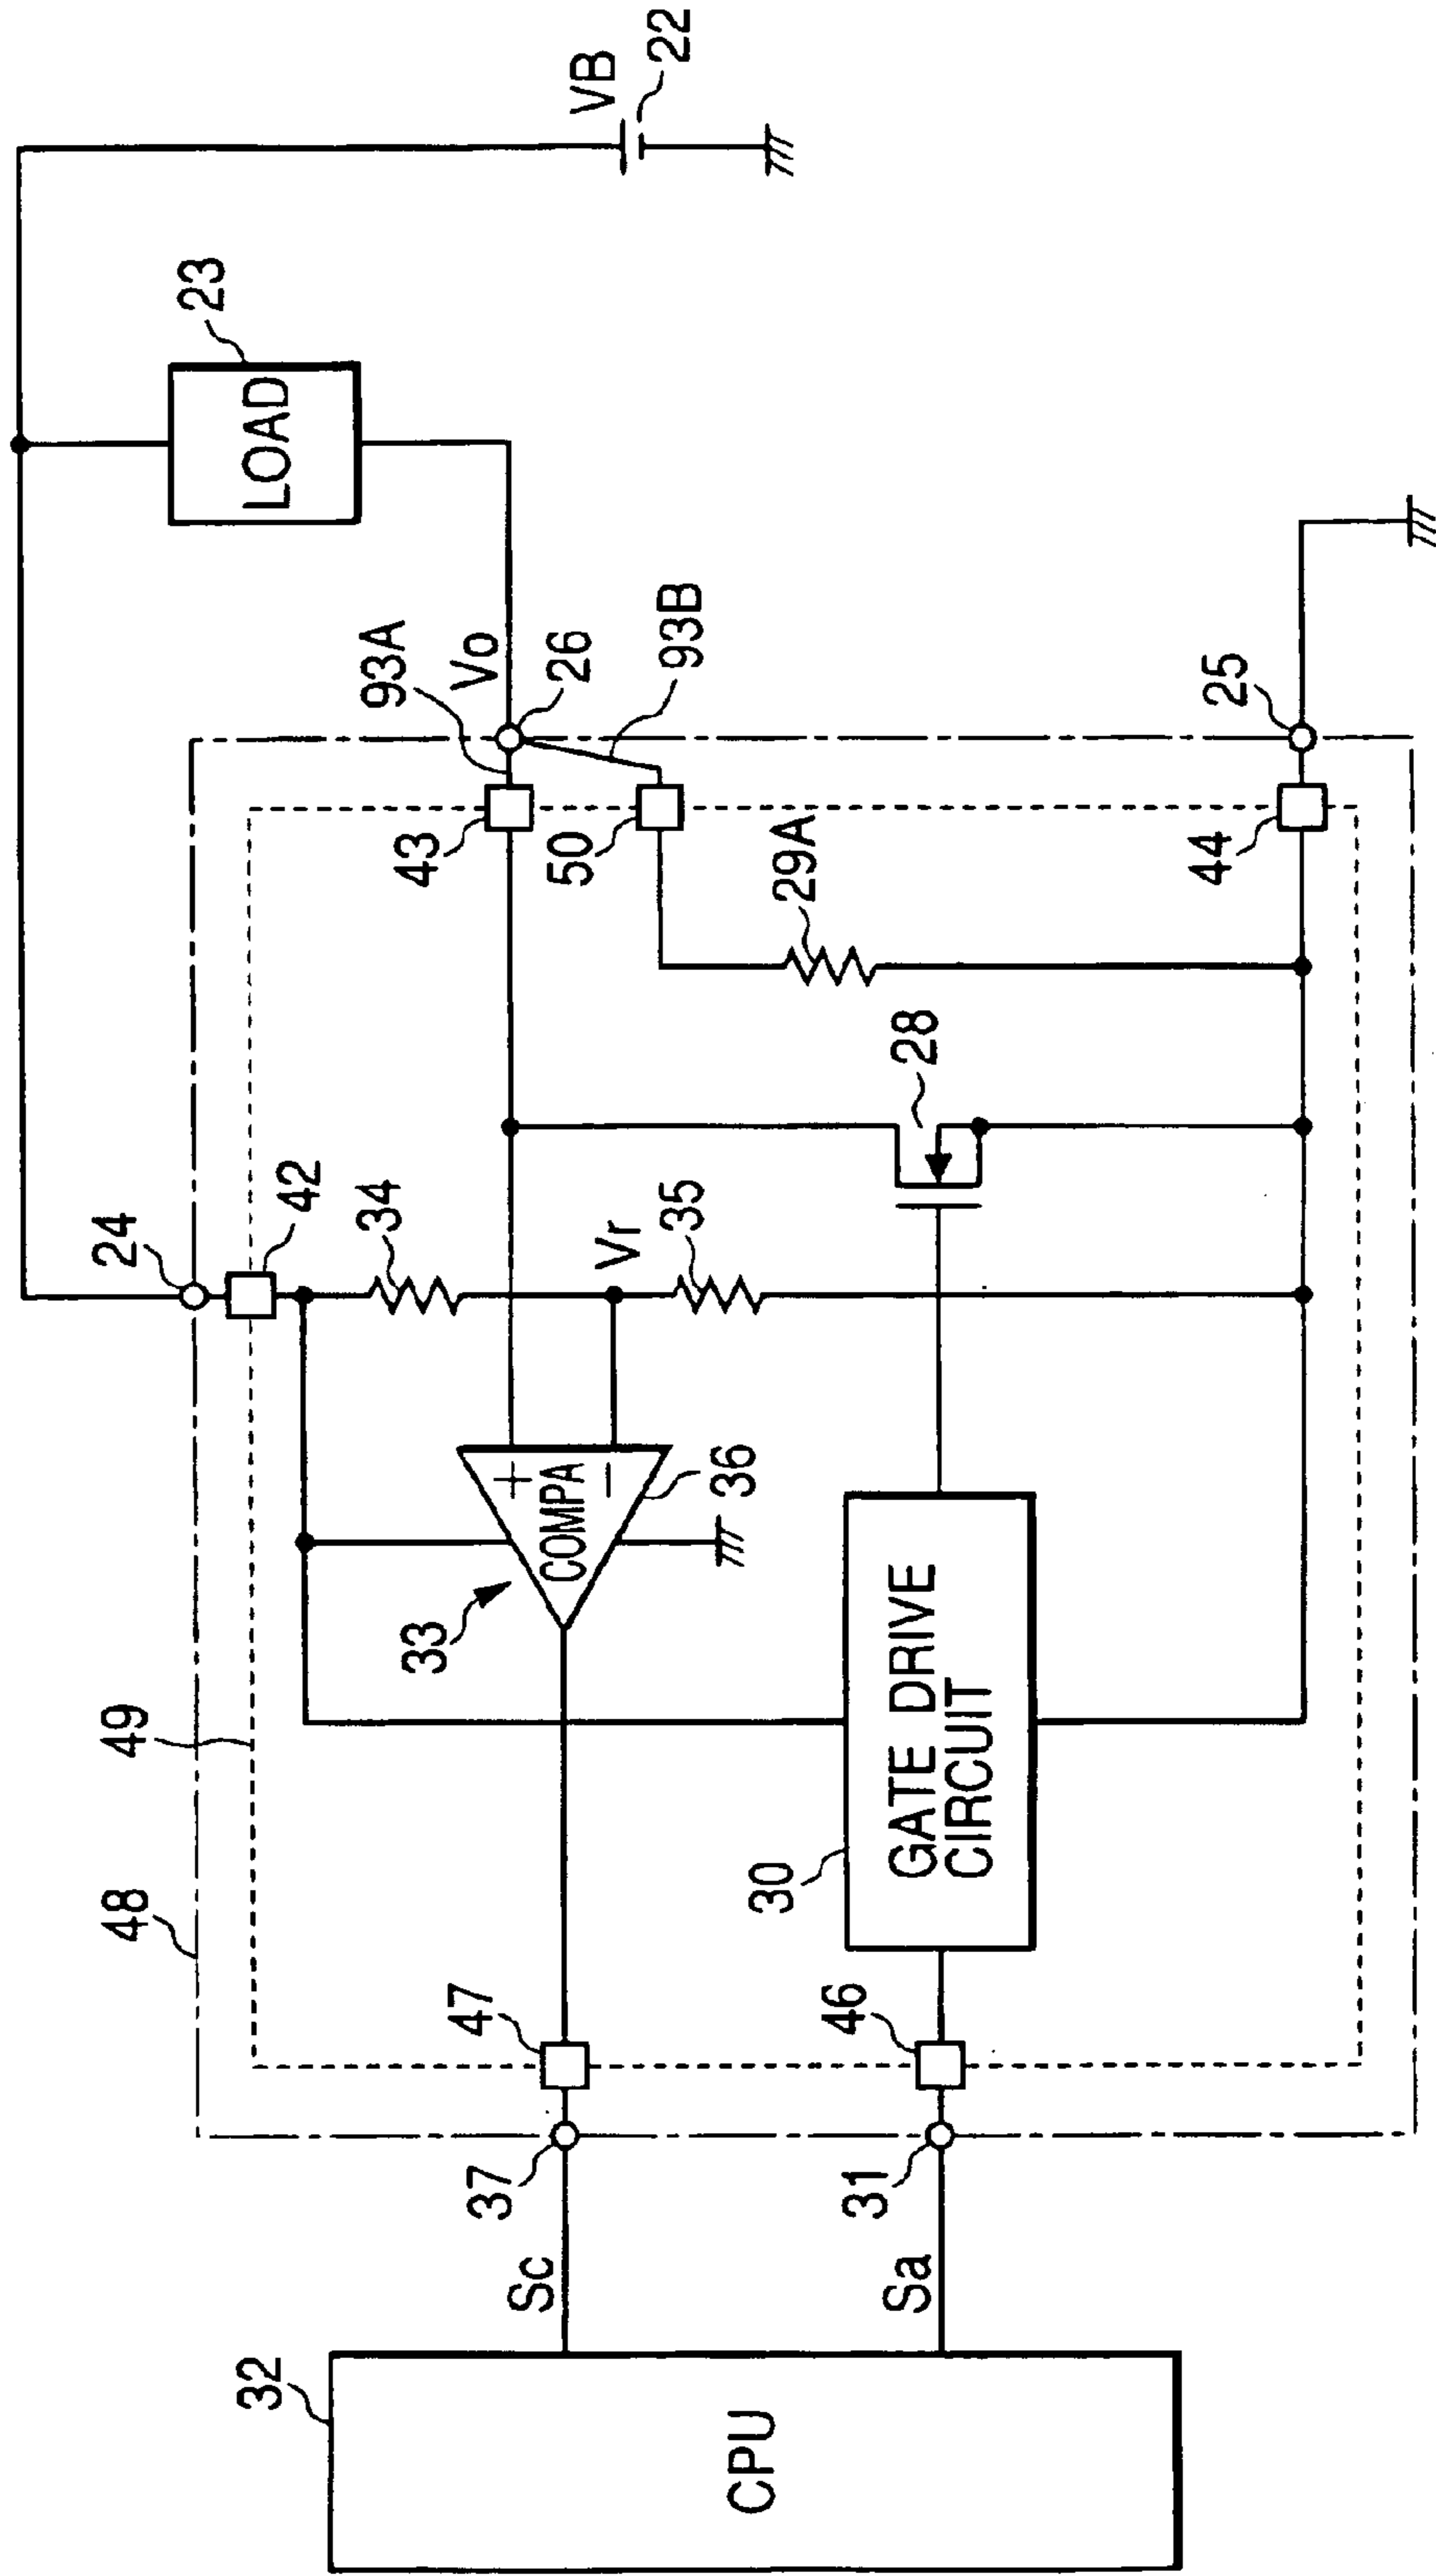 VB
22
23
LOAD
93A
Vo
26
93B
25
43
50
44
29A
28
24
42
34
Vr
35
+
COMPA
−
36
33
49
48
30
GATE DRIVE
CIRCUIT
47
46
37
31
Sc
Sa
32
CPU